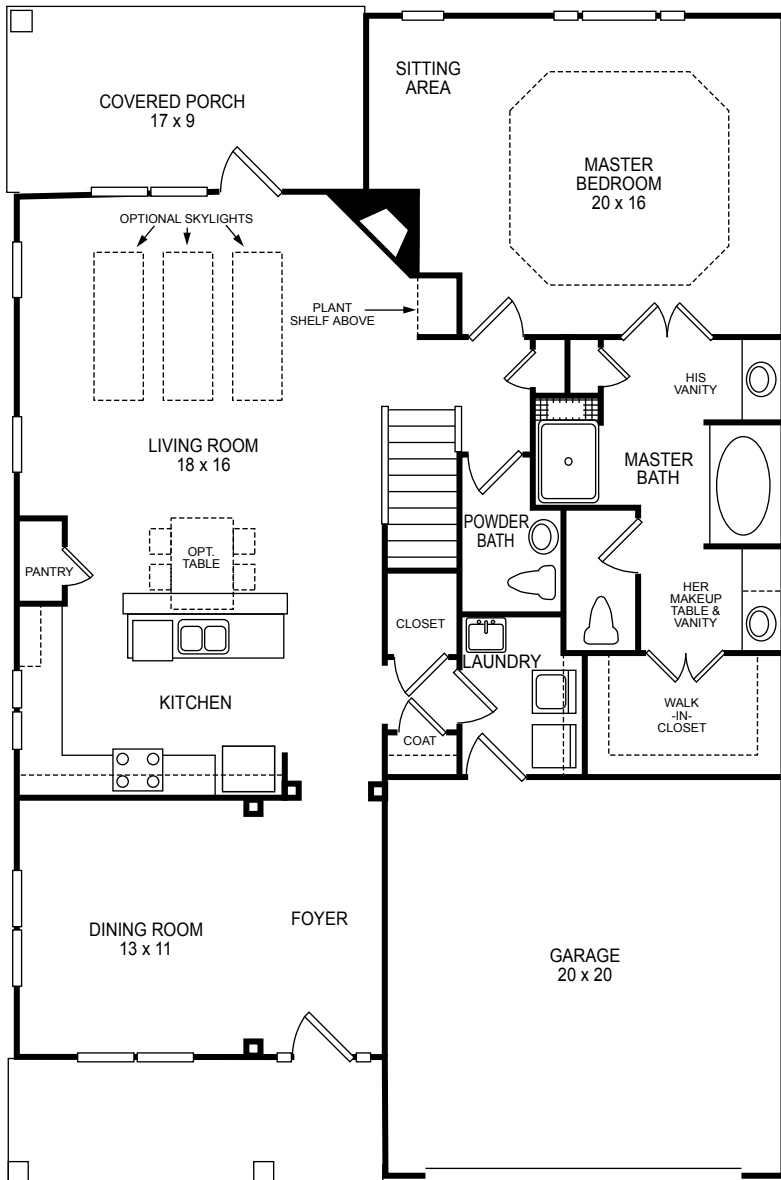 SITTING
AREA
COVERED PORCH
17 x 9
MASTER
BEDROOM
20 x 16
OPTIONAL SKYLIGHTS
PLANT
SHELF ABOVE
HIS
VANITY
LIVING ROOM
18 x 16
MASTER
BATH
POWDER
BATH
OPT.
TABLE
PANTRY
HER
MAKEUP
TABLE &
VANITY
CLOSET
LAUNDRY
KITCHEN
WALK
-IN-
CLOSET
COAT
DINING ROOM
13 x 11
FOYER
GARAGE
20 x 20